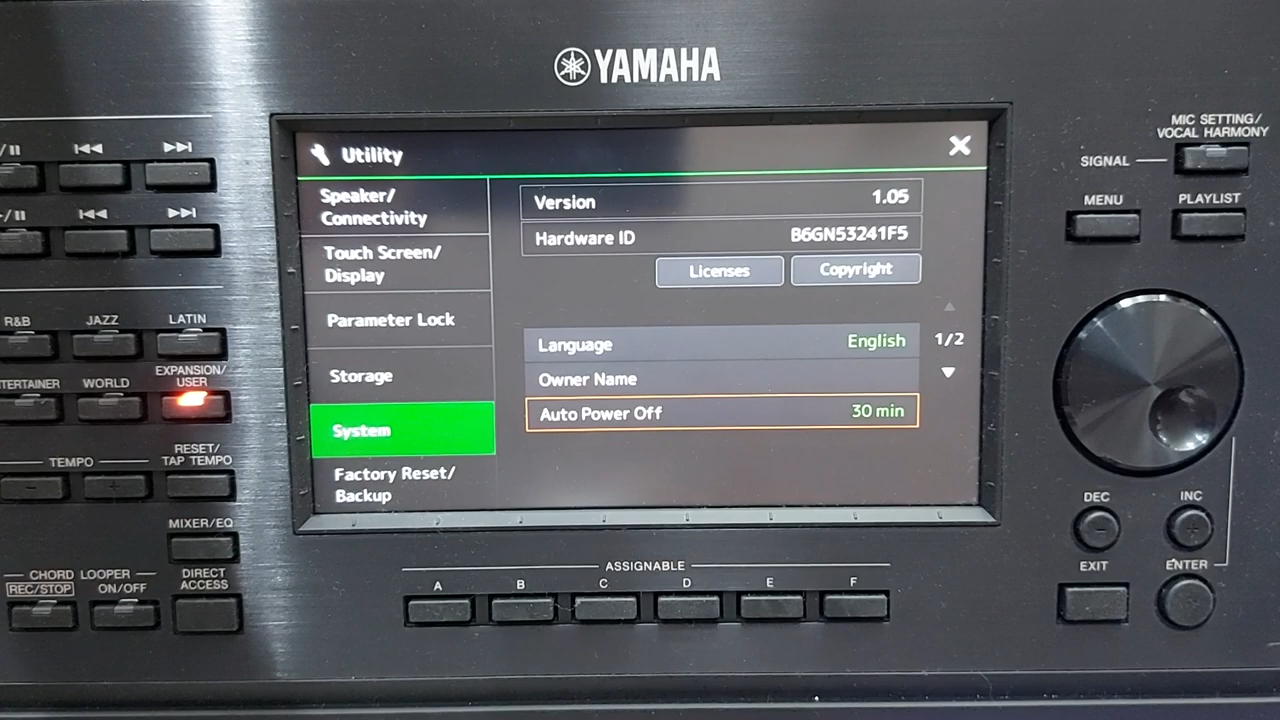 YAMAHA
MIC SETTING/
VOCAL HARMONY
SIGNAL
MENU
PLAYLIST
Utility
Speaker/
Connectivity
Touch Screen/
Display
Parameter Lock
Storage
System
Factory Reset/
Backup
Version 1.05
Hardware ID B6GN53241F5
Licenses Copyright
Language English
1/2
Owner Name
Auto Power Off 30 min
R&B JAZZ LATIN
WORLD
EXPANSION/
USER
TEMPO
RESET/
TAP TEMPO
- +
MIXER/EQ
CHORD LOOPER
REC/STOP ON/OFF
DIRECT
ACCESS
ASSIGNABLE
A B C D E F
DEC INC
- +
EXIT ENTER